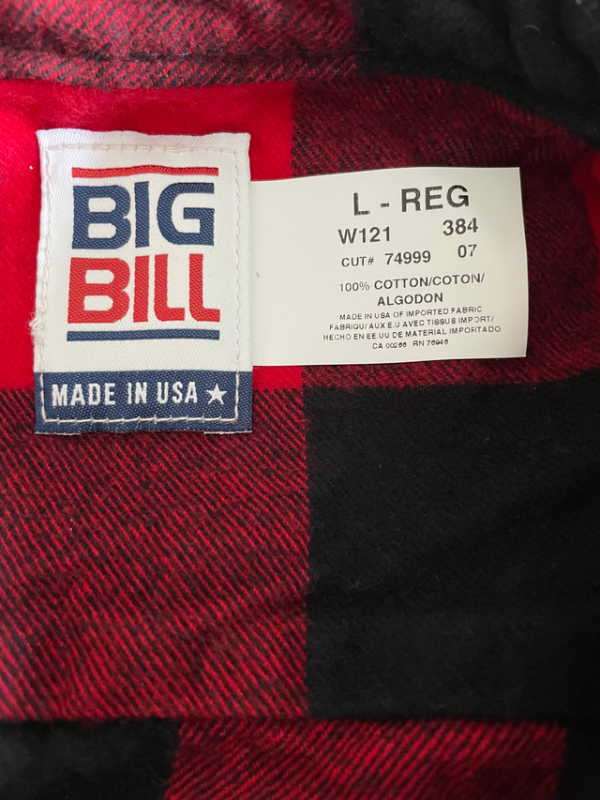 BIG
BILL
MADE IN USA
L - REG
W121 384
CUT# 74999 07
100% COTTON/COTON/
ALGODON
MADE IN USA OF IMPORTED FABRIC
FABRIQU/ AUX E.U AVEC TISSUS IMPORT/
HECHO EN EE.UU DE MATERIAL IMPORTADO
CA 00266 RN 76946